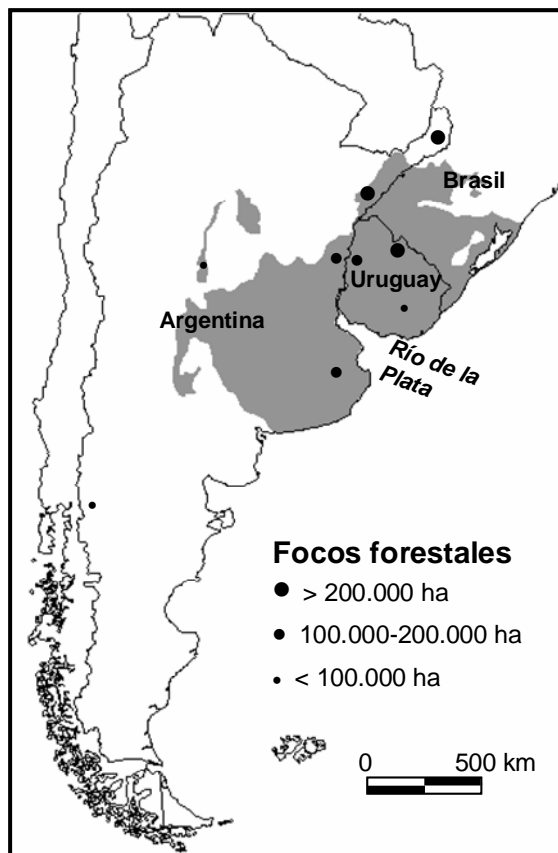 Brasil
Uruguay
Argentina
Río de la
Plata
Focos forestales
> 200.000 ha
100.000-200.000 ha
< 100.000 ha
0 500 km